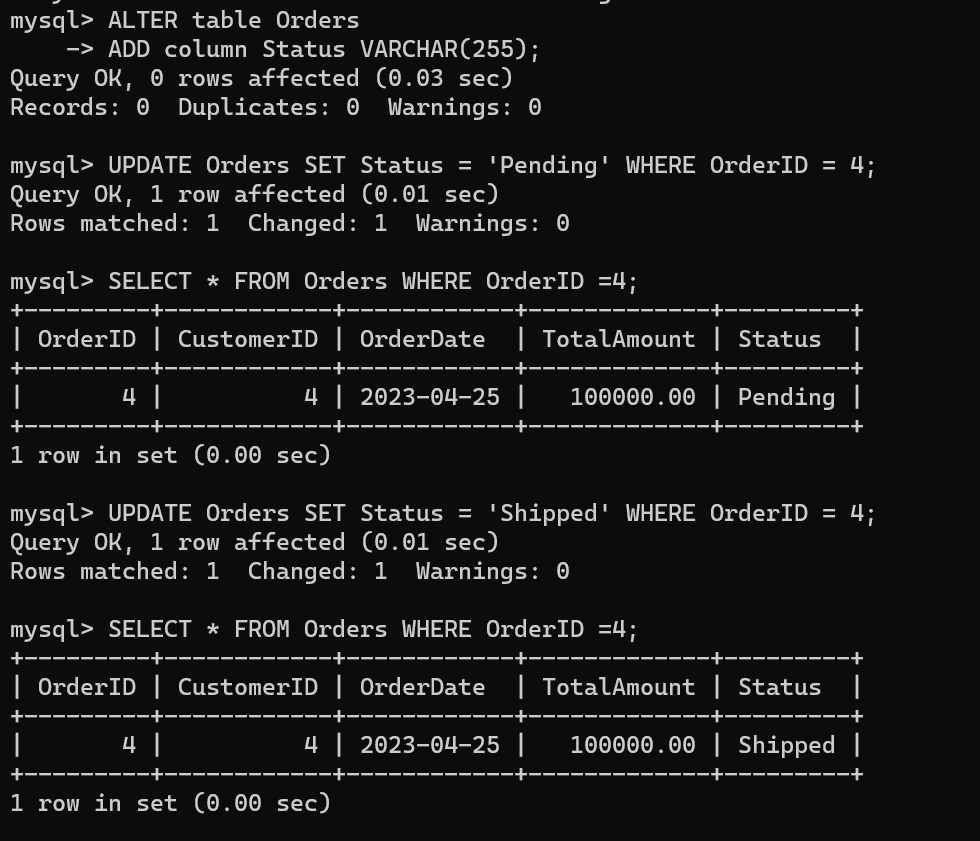 mysql> ALTER table Orders
    -> ADD column Status VARCHAR(255);
Query OK, 0 rows affected (0.03 sec)
Records: 0  Duplicates: 0  Warnings: 0

mysql> UPDATE Orders SET Status = 'Pending' WHERE OrderID = 4;
Query OK, 1 row affected (0.01 sec)
Rows matched: 1  Changed: 1  Warnings: 0

mysql> SELECT * FROM Orders WHERE OrderID =4;
+---------+------------+------------+-------------+---------+
| OrderID | CustomerID | OrderDate  | TotalAmount | Status  |
+---------+------------+------------+-------------+---------+
|       4 |          4 | 2023-04-25 |   100000.00 | Pending |
+---------+------------+------------+-------------+---------+
1 row in set (0.00 sec)

mysql> UPDATE Orders SET Status = 'Shipped' WHERE OrderID = 4;
Query OK, 1 row affected (0.01 sec)
Rows matched: 1  Changed: 1  Warnings: 0

mysql> SELECT * FROM Orders WHERE OrderID =4;
+---------+------------+------------+-------------+---------+
| OrderID | CustomerID | OrderDate  | TotalAmount | Status  |
+---------+------------+------------+-------------+---------+
|       4 |          4 | 2023-04-25 |   100000.00 | Shipped |
+---------+------------+------------+-------------+---------+
1 row in set (0.00 sec)